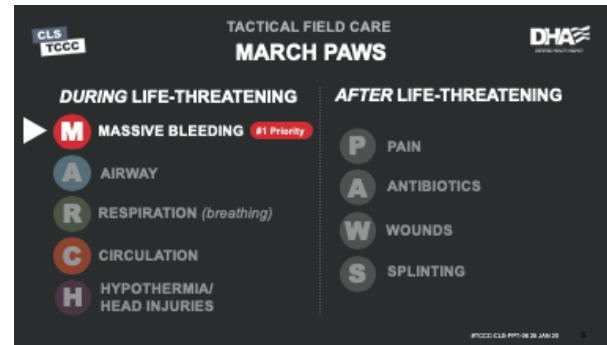 CLS
TCCC
TACTICAL FIELD CARE
MARCH PAWS
DHA
DURING LIFE-THREATENING
M MASSIVE BLEEDING #1 Priority
A AIRWAY
R RESPIRATION (breathing)
C CIRCULATION
H HYPOTHERMIA/
HEAD INJURIES
AFTER LIFE-THREATENING
P PAIN
A ANTIBIOTICS
W WOUNDS
S SPLINTING